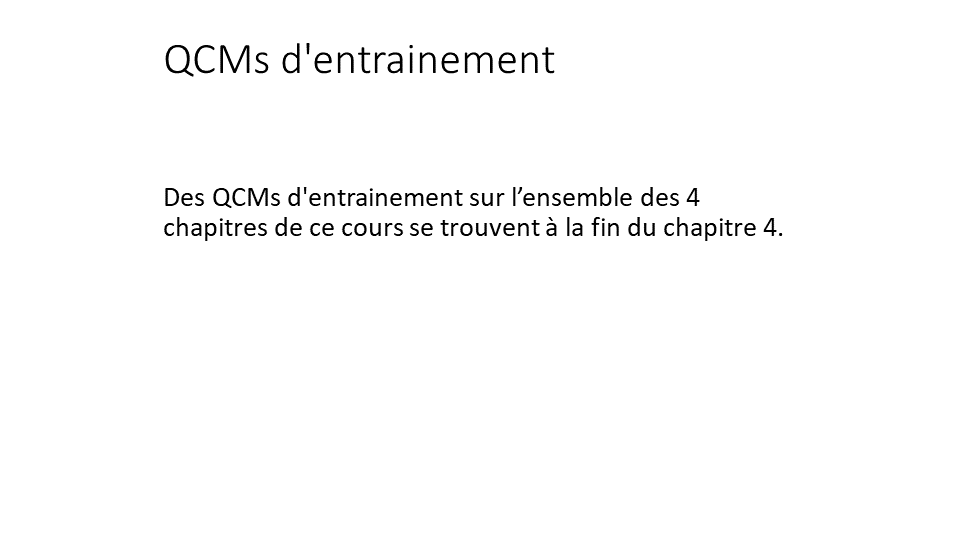 QCMs d'entrainement
Des QCMs d'entrainement sur l’ensemble des 4
chapitres de ce cours se trouvent à la fin du chapitre 4.